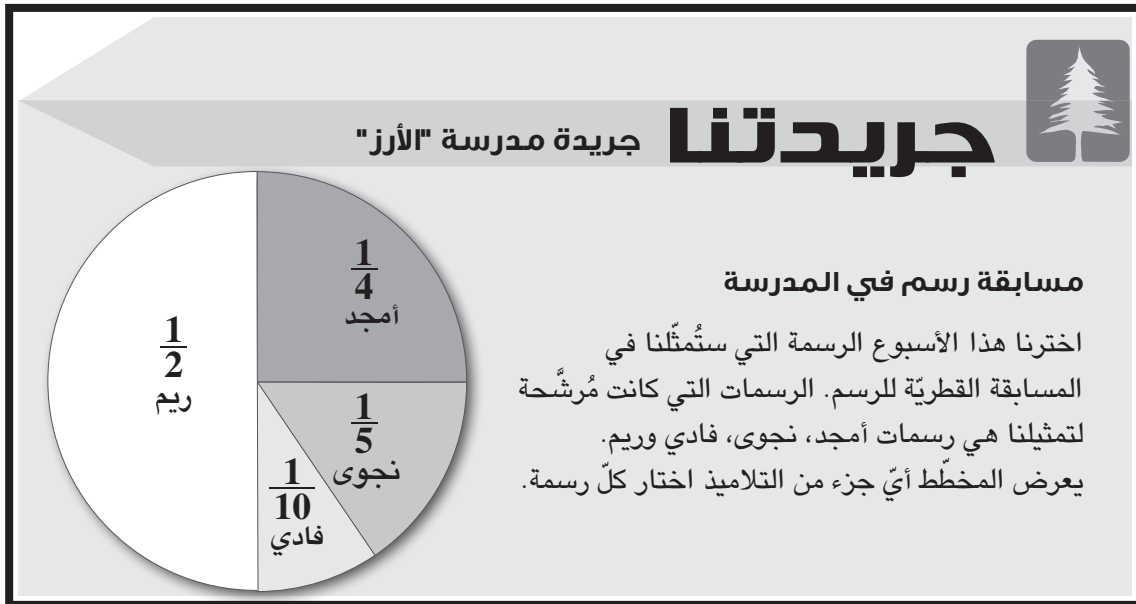 جريدتنا جريدة مدرسة "الأرز"
مسابقة رسم في المدرسة
اخترنا هذا الأسبوع الرسمة التي ستُمثّلنا في
المسابقة القطريّة للرسم. الرسمات التي كانت مُرشَّحة
لتمثيلنا هي رسمات أمجد، نجوى، فادي وريم.
يعرض المخطّط أيّ جزء من التلاميذ اختار كلّ رسمة.
1/4
أمجد
1/2
ريم
1/5
نجوى
1/10
فادي